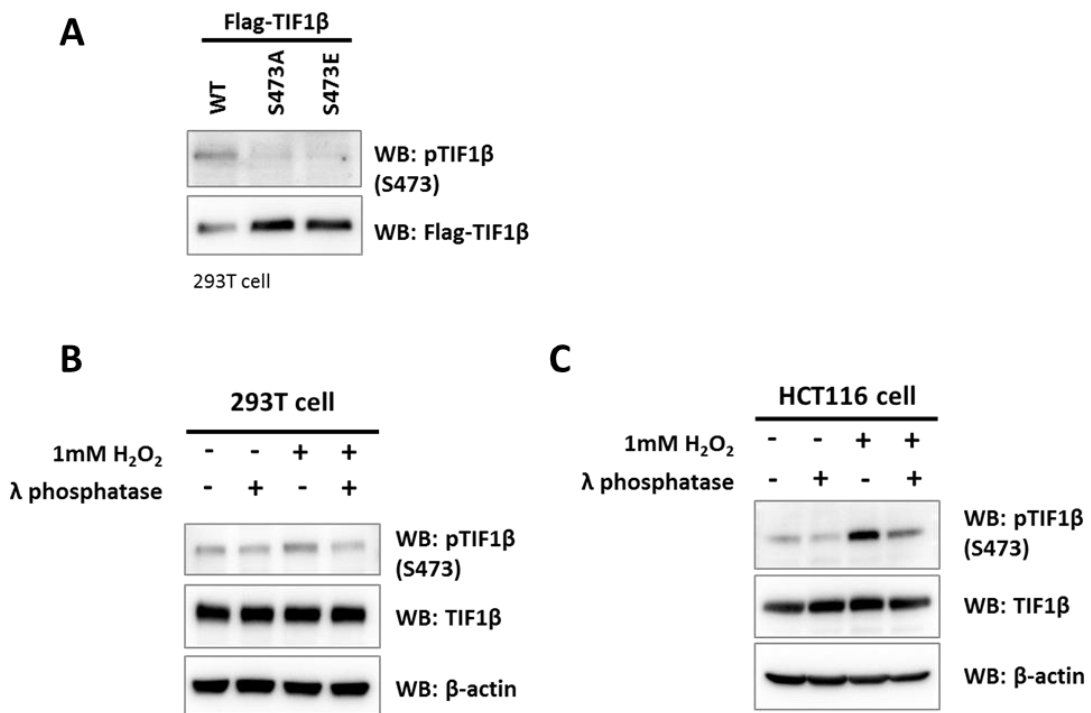 A
Flag-TIF1β
WT
S473A
S473E
WB: pTIF1β
(S473)
WB: Flag-TIF1β
293T cell
B
293T cell
1mM H₂O₂ - - + +
λ phosphatase - + - +
WB: pTIF1β
(S473)
WB: TIF1β
WB: β-actin
C
HCT116 cell
1mM H₂O₂ - - + +
λ phosphatase - + - +
WB: pTIF1β
(S473)
WB: TIF1β
WB: β-actin